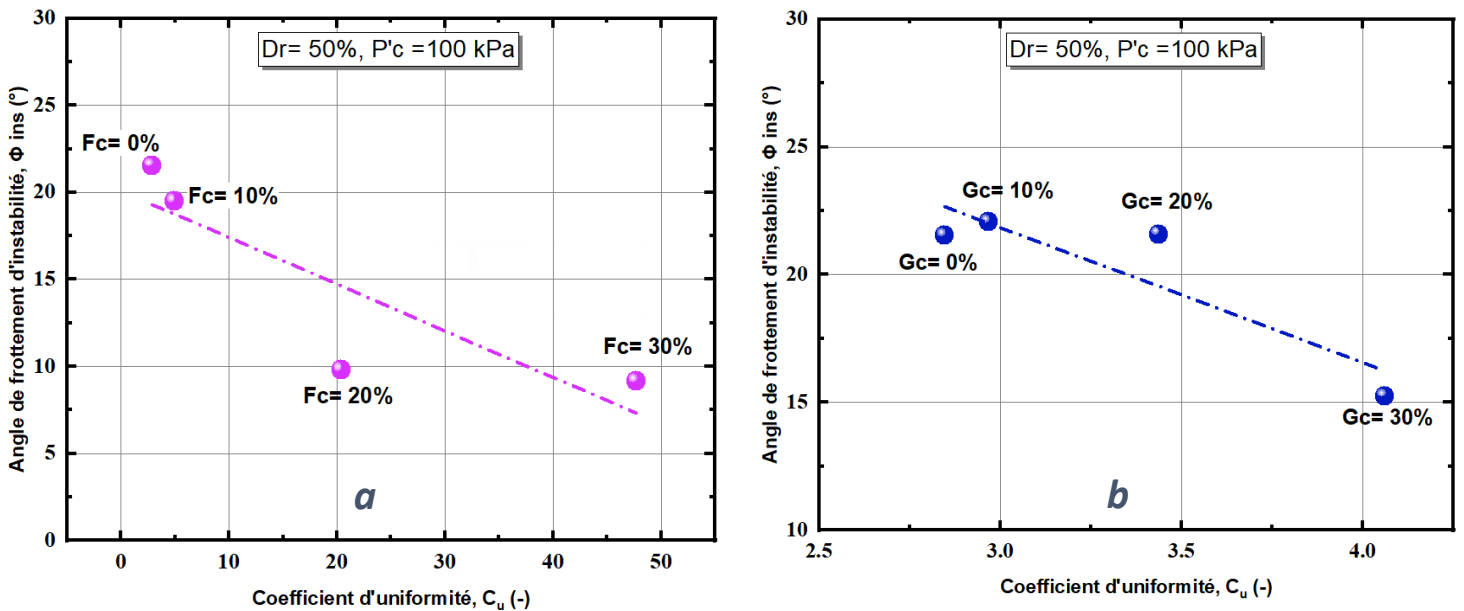 Dr= 50%, P'c =100 kPa
Fc= 0%
Fc= 10%
Fc= 20%
Fc= 30%
a
30
25
20
15
10
5
0
0
10
20
30
40
50
Angle de frottement d'instabilité, Φ ins (°)
Coefficient d'uniformité, Cu (-)
Dr= 50%, P'c =100 kPa
Gc= 0%
Gc= 10%
Gc= 20%
Gc= 30%
b
30
25
20
15
10
2.5
3.0
3.5
4.0
Angle de frottement d'instabilité, Φ ins (°)
Coefficient d'uniformité, Cu (-)